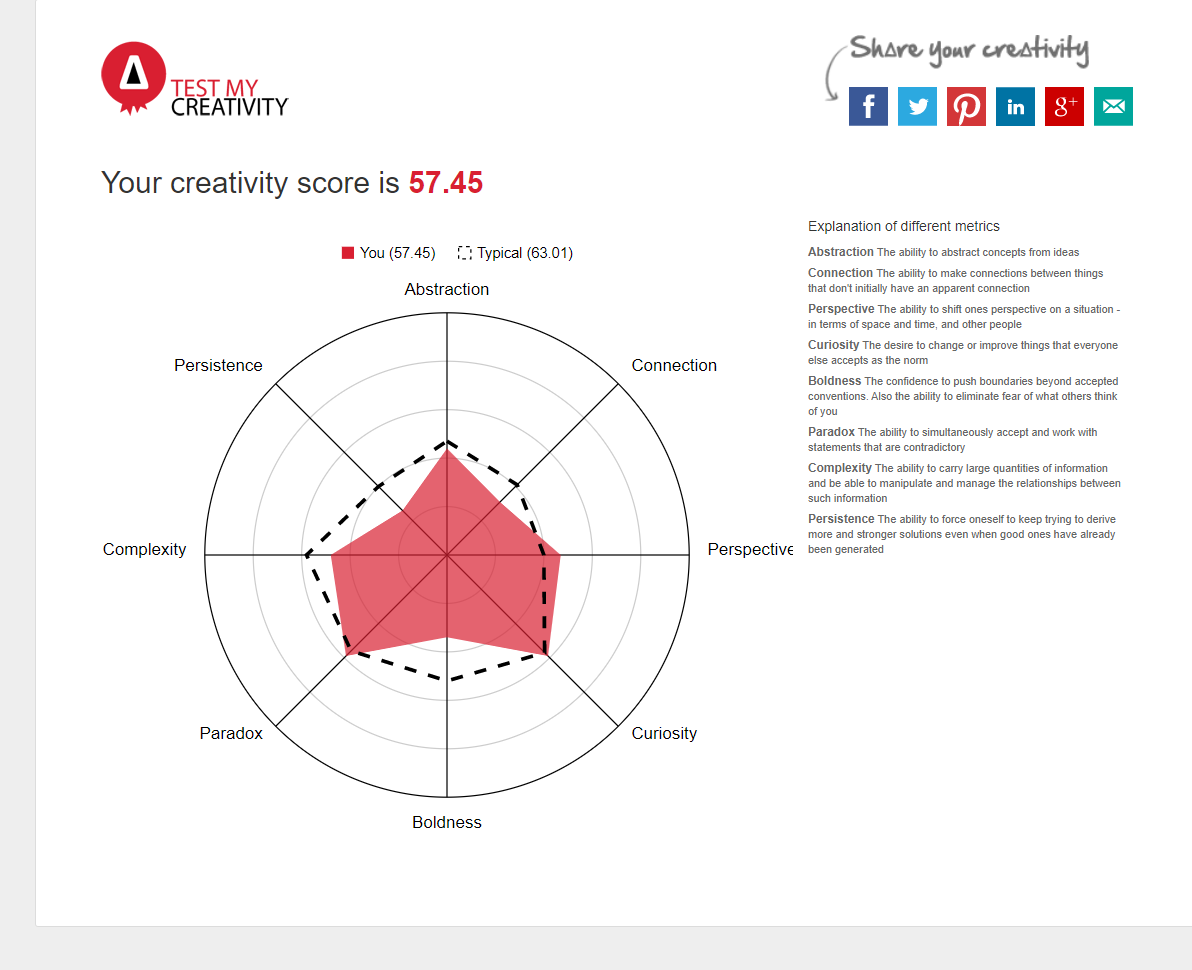 Share your creativity
TEST MY
CREATIVITY
f
in
g+
Your creativity score is 57.45
You (57.45)
Typical (63.01)
Abstraction
Persistence
Connection
Complexity
Perspective
Paradox
Curiosity
Boldness
Explanation of different metrics
Abstraction The ability to abstract concepts from ideas
Connection The ability to make connections between things
that don't initially have an apparent connection
Perspective The ability to shift ones perspective on a situation -
in terms of space and time, and other people
Curiosity The desire to change or improve things that everyone
else accepts as the norm
Boldness The confidence to push boundaries beyond accepted
conventions. Also the ability to eliminate fear of what others think
of you
Paradox The ability to simultaneously accept and work with
statements that are contradictory
Complexity The ability to carry large quantities of information
and be able to manipulate and manage the relationships between
such information
Persistence The ability to force oneself to keep trying to derive
more and stronger solutions even when good ones have already
been generated